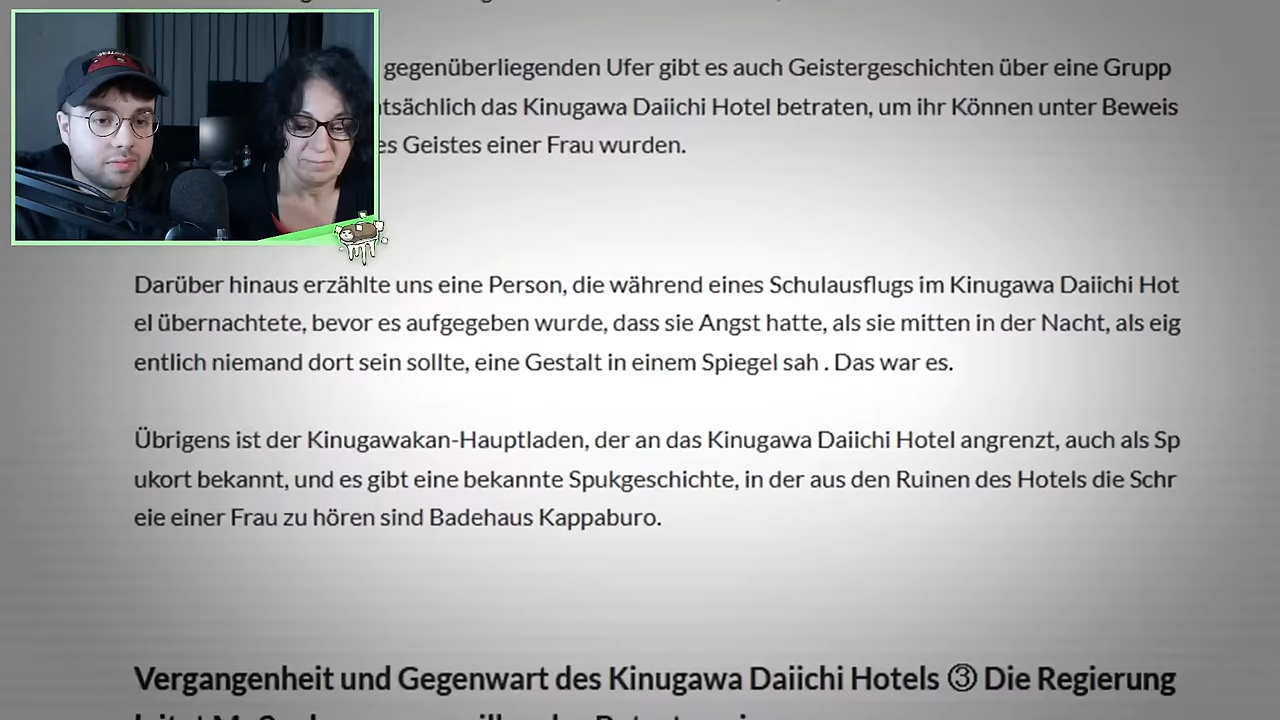 gegenüberliegenden Ufer gibt es auch Geistergeschichten über eine Grupp
das Kinugawa Daiichi Hotel betraten, um ihr Können unter Beweis
Geistes einer Frau wurden.
Darüber hinaus erzählte uns eine Person, die während eines Schulausflugs im Kinugawa Daiichi Hot
el übernachtete, bevor es aufgegeben wurde, dass sie Angst hatte, als sie mitten in der Nacht, als eig
entlich niemand dort sein sollte, eine Gestalt in einem Spiegel sah . Das war es.
Übrigens ist der Kinugawakan-Hauptladen, der an das Kinugawa Daiichi Hotel angrenzt, auch als Sp
ukort bekannt, und es gibt eine bekannte Spukgeschichte, in der aus den Ruinen des Hotels die Schr
eie einer Frau zu hören sind Badehaus Kappaburo.
Vergangenheit und Gegenwart des Kinugawa Daiichi Hotels ③ Die Regierung